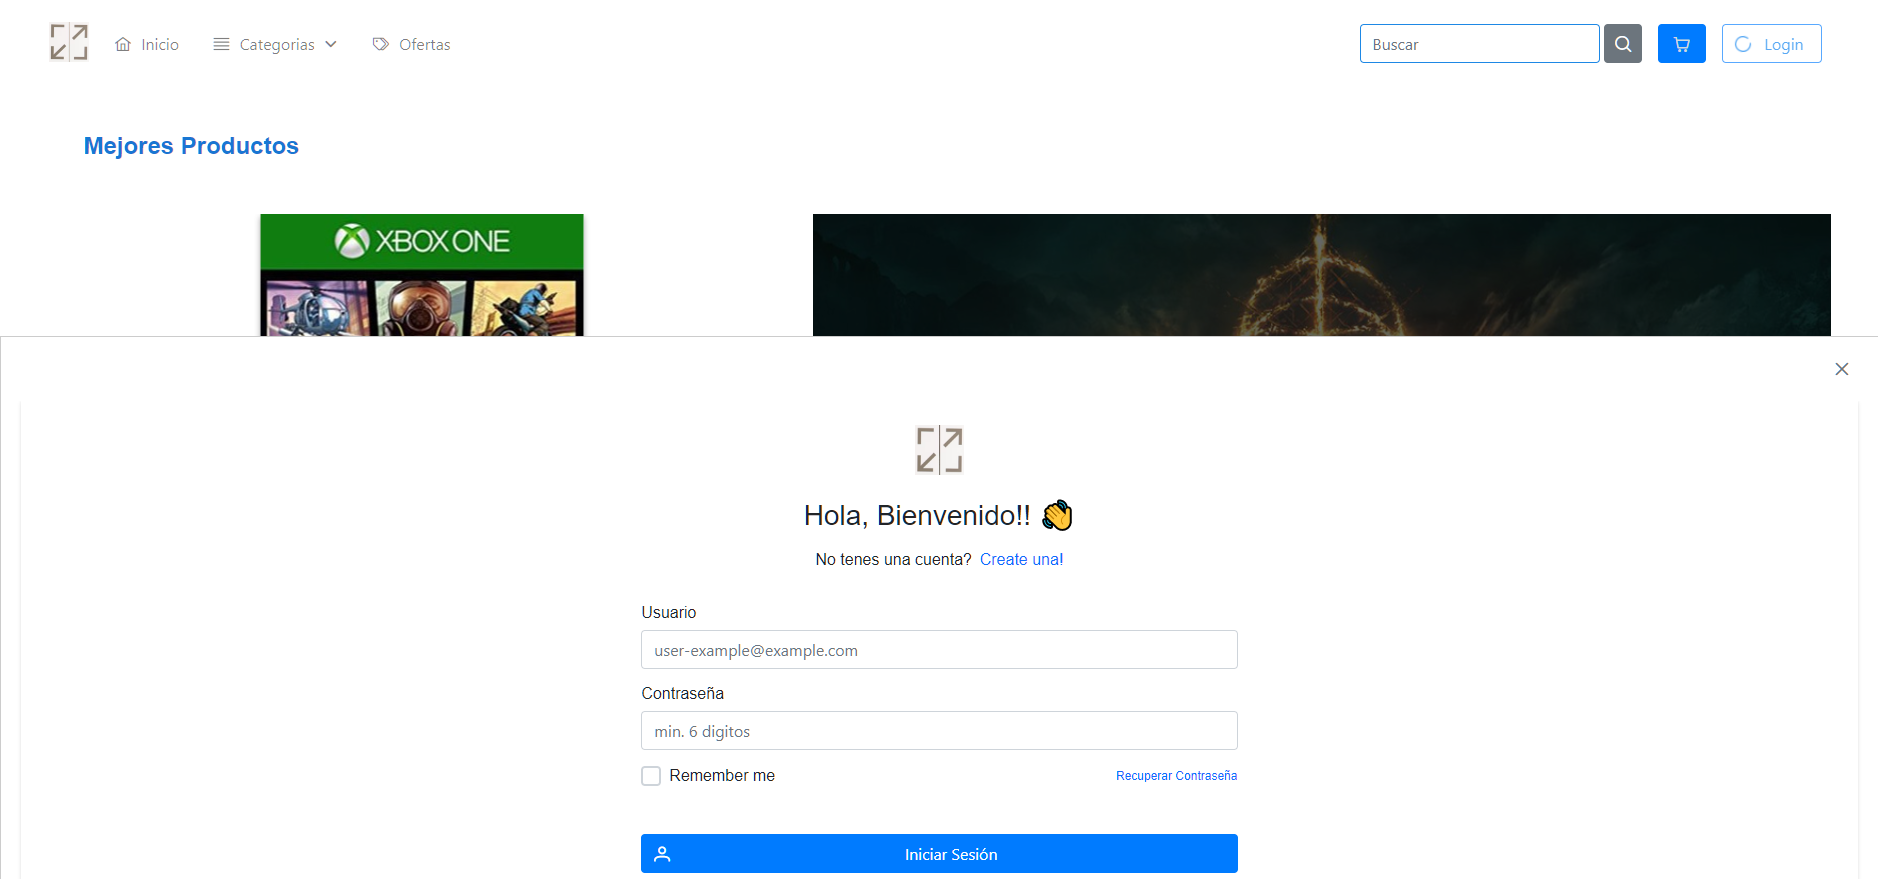 Inicio
Categorias
Ofertas
Buscar
Login
Mejores Productos
XBOX ONE
Hola, Bienvenido!! 👋
No tenes una cuenta? Create una!
Usuario
user-example@example.com
Contraseña
min. 6 digitos
Remember me
Recuperar Contraseña
Iniciar Sesión